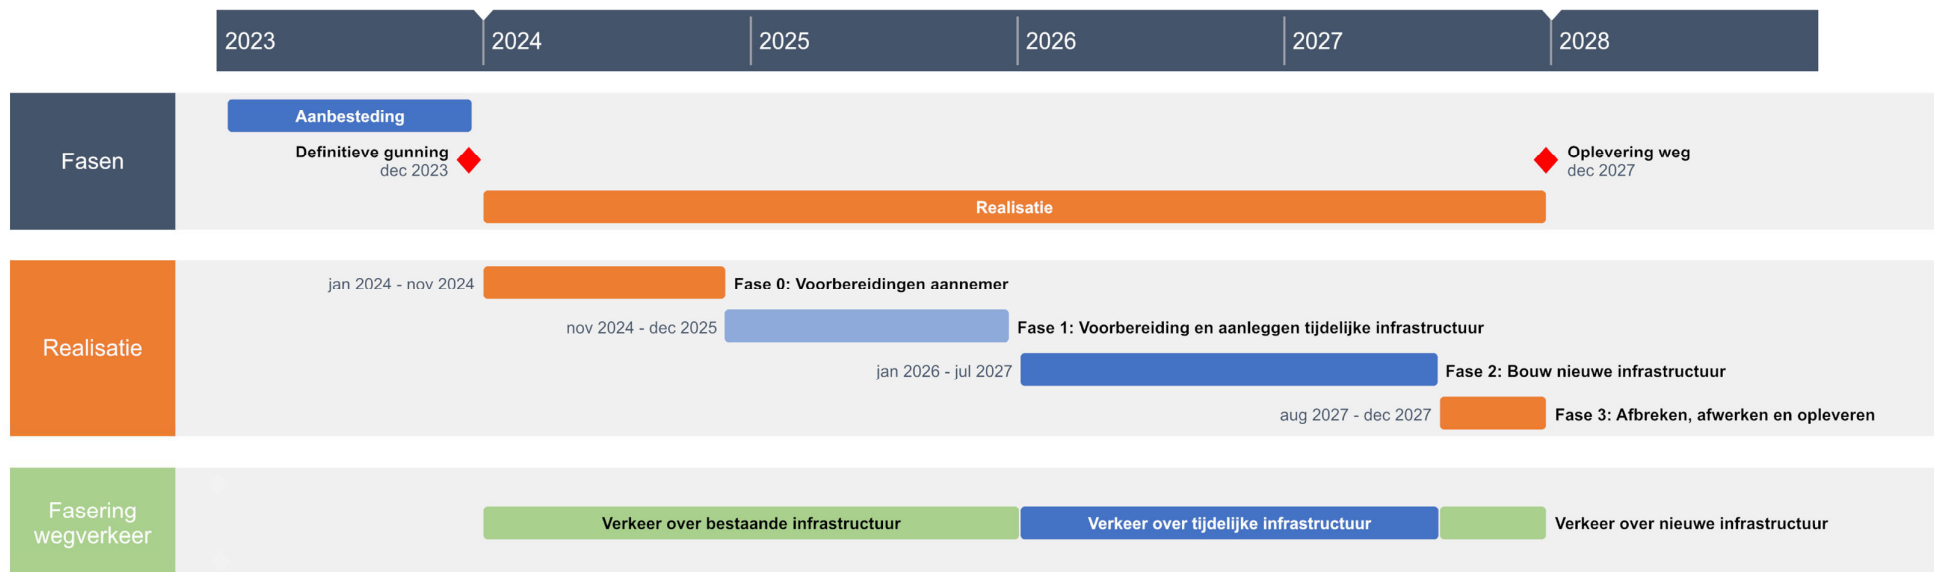 2023
2024
2025
2026
2027
2028
Fasen
Aanbesteding
Definitieve gunning
dec 2023
Oplevering weg
dec 2027
Realisatie
Realisatie
jan 2024 - nov 2024
Fase 0: Voorbereidingen aannemer
nov 2024 - dec 2025
Fase 1: Voorbereiding en aanleggen tijdelijke infrastructuur
jan 2026 - jul 2027
Fase 2: Bouw nieuwe infrastructuur
aug 2027 - dec 2027
Fase 3: Afbreken, afwerken en opleveren
Fasering
wegverkeer
Verkeer over bestaande infrastructuur
Verkeer over tijdelijke infrastructuur
Verkeer over nieuwe infrastructuur